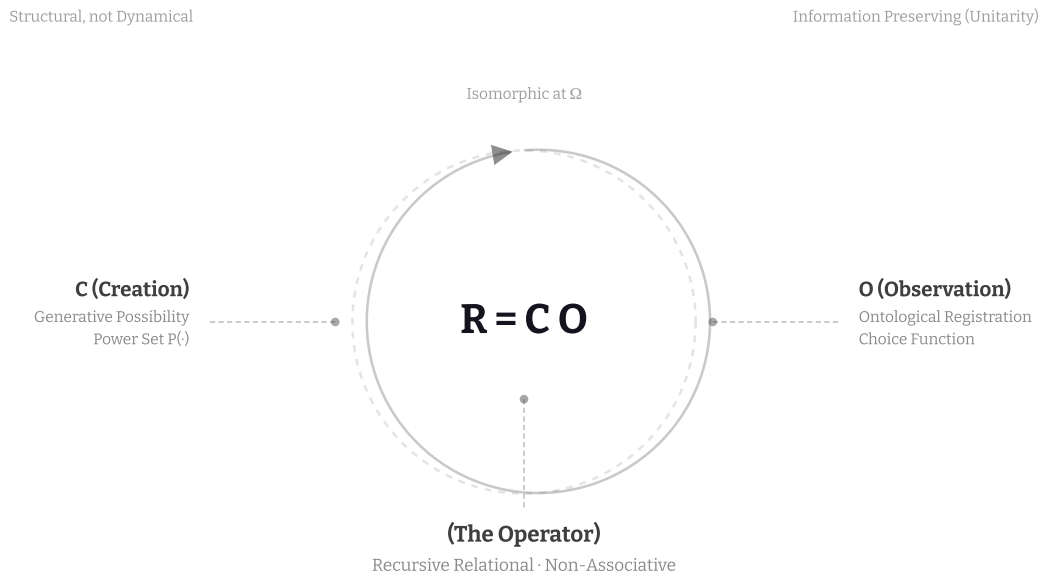 Structural, not Dynamical
Information Preserving (Unitarity)
Isomorphic at Ω
C (Creation)
Generative Possibility
Power Set P(·)
R = C O
O (Observation)
Ontological Registration
Choice Function
(The Operator)
Recursive Relational · Non-Associative